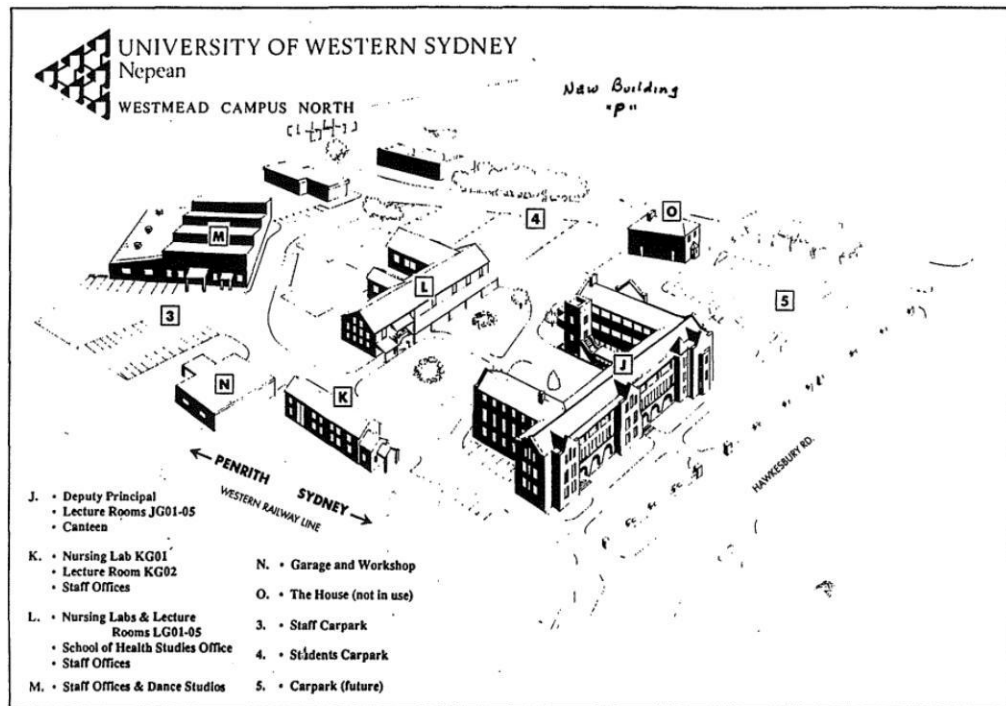 UNIVERSITY OF WESTERN SYDNEY
Nepean
WESTMEAD CAMPUS NORTH
New Building
"P"
4
O
M
L
5
3
J
N
K
← PENRITH SYDNEY →
WESTERN RAILWAY LINE
HAWKESBURY RD.
J. • Deputy Principal
• Lecture Rooms JG01-05
• Canteen
K. • Nursing Lab KG01
• Lecture Room KG02
• Staff Offices
L. • Nursing Labs & Lecture
Rooms LG01-05
• School of Health Studies Office
• Staff Offices
M. • Staff Offices & Dance Studios
N. • Garage and Workshop
O. • The House (not in use)
3. • Staff Carpark
4. • Students Carpark
5. • Carpark (future)